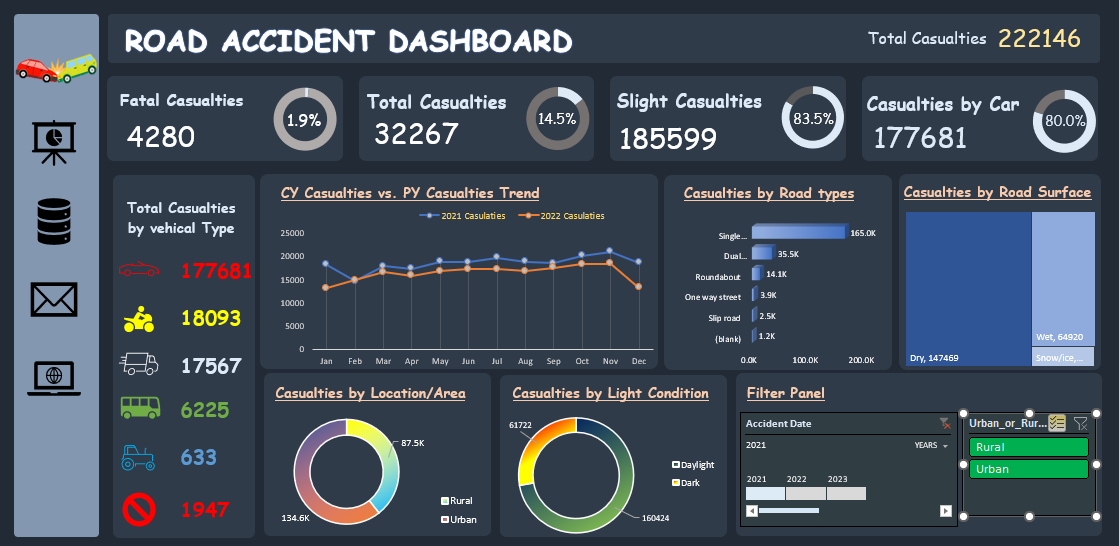 ROAD ACCIDENT DASHBOARD
Total Casualties 222146
Fatal Casualties
4280
1.9%
Total Casualties
32267
14.5%
Slight Casualties
185599
83.5%
Casualties by Car
177681
80.0%
Total Casualties
by vehical Type
177681
18093
17567
6225
633
1947
CY Casualties vs. PY Casualties Trend
2021 Casulaties
2022 Casulaties
25000
20000
15000
10000
5000
0
Jan Feb Mar Apr May Jun Jul Aug Sep Oct Nov Dec
Casualties by Road types
Single... 165.0K
Dual... 35.5K
Roundabout 14.1K
One way street 3.9K
Slip road 2.5K
(blank) 1.2K
0.0K 100.0K 200.0K
Casualties by Road Surface
Dry, 147469
Wet, 64920
Snow/ice,...
Casualties by Location/Area
87.5K
134.6K
Rural
Urban
Casualties by Light Condition
61722
160424
Daylight
Dark
Filter Panel
Accident Date
2021
YEARS
2021 2022 2023
Urban_or_Rur...
Rural
Urban